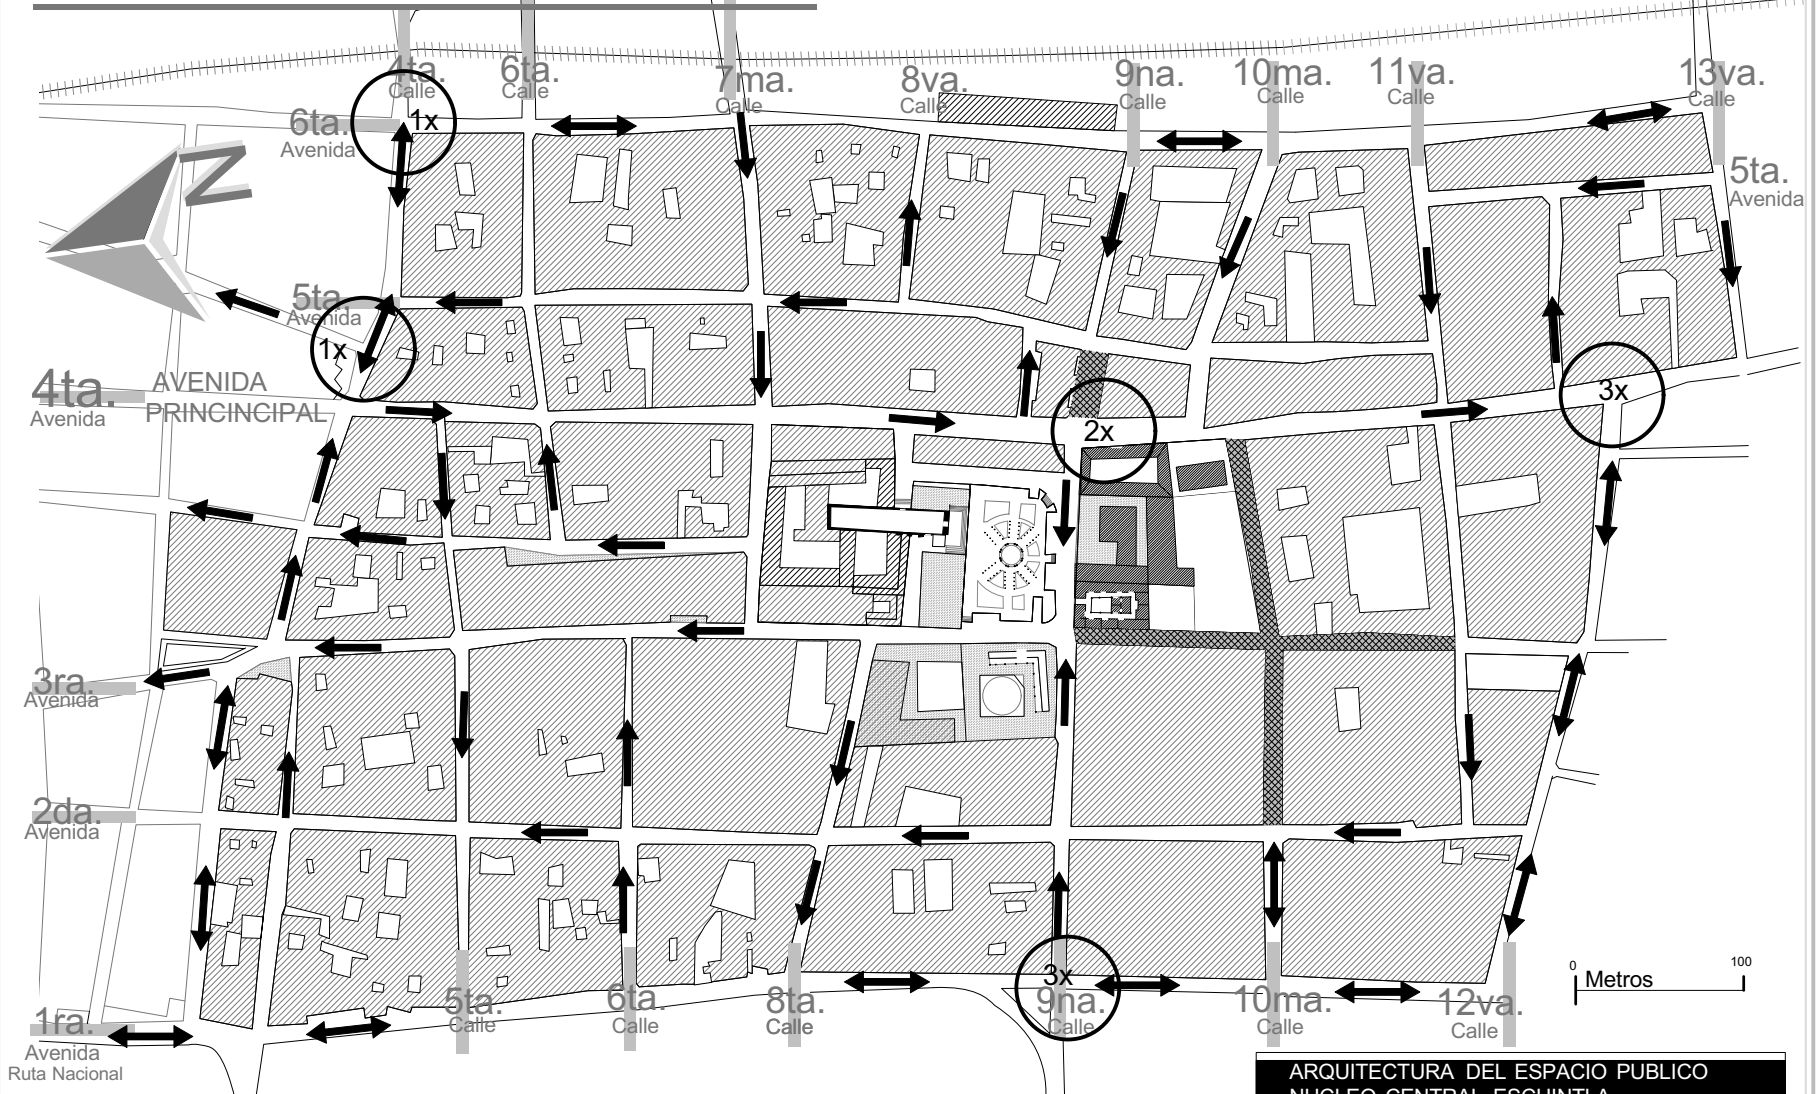 4ta.
Calle
6ta.
Calle
7ma.
Calle
8va.
Calle
9na.
Calle
10ma.
Calle
11va.
Calle
13va.
Calle
6ta.
Avenida
1x
N
5ta.
Avenida
5ta.
Avenida
1x
4ta.
Avenida
AVENIDA
PRINCINCIPAL
2x
3x
3ra.
Avenida
2da.
Avenida
1ra.
Avenida
Ruta Nacional
5ta.
Calle
6ta.
Calle
8ta.
Calle
3x
9na.
Calle
10ma.
Calle
12va.
Calle
0
100
Metros
ARQUITECTURA DEL ESPACIO PUBLICO
NUCLEO CENTRAL ESCUINTLA